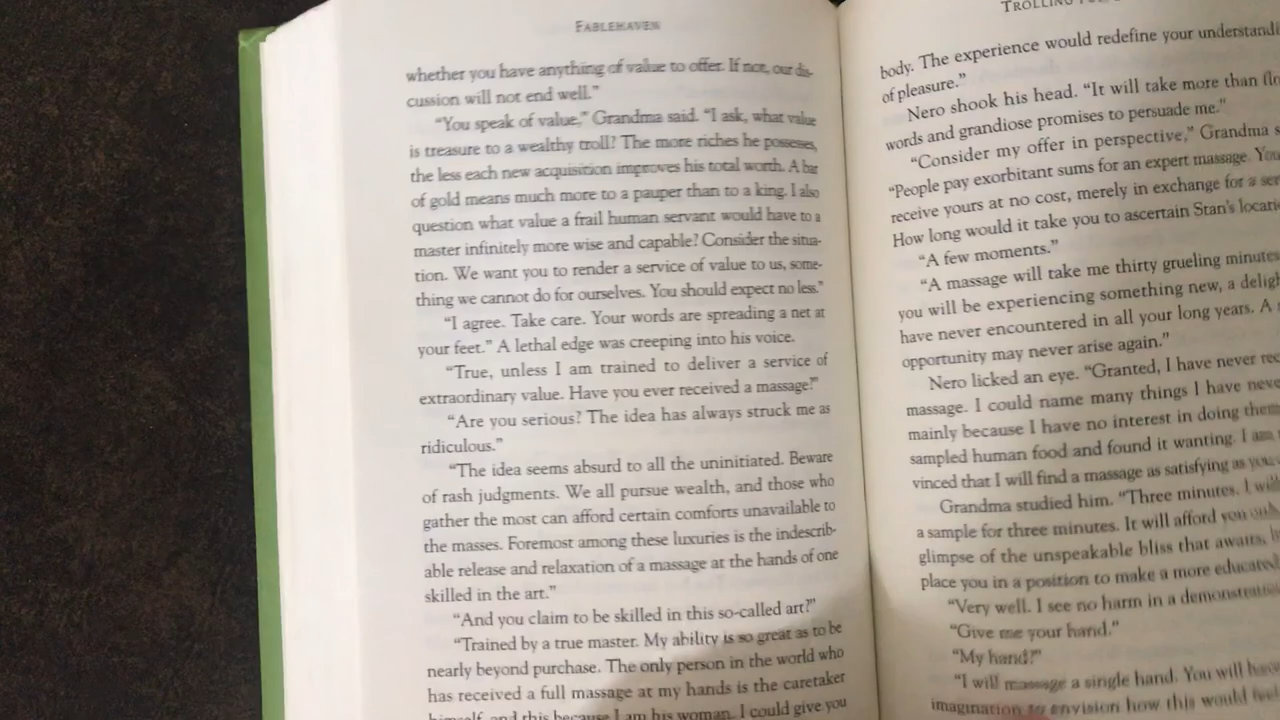 FABLEHAVEN
whether you have anything of value to offer. If not, our dis-
cussion will not end well."
"You speak of value," Grandma said. "I ask, what value
is treasure to a wealthy troll? The more riches he possesses,
the less each new acquisition improves his total worth. A bar
of gold means much more to a pauper than to a king. I also
question what value a frail human servant would have to a
master infinitely more wise and capable? Consider the situa-
tion. We want you to render a service of value to us, some-
thing we cannot do for ourselves. You should expect no less."
"I agree. Take care. Your words are spreading a net at
your feet." A lethal edge was creeping into his voice.
"True, unless I am trained to deliver a service of
extraordinary value. Have you ever received a massage?"
"Are you serious? The idea has always struck me as
ridiculous."
"The idea seems absurd to all the uninitiated. Beware
of rash judgments. We all pursue wealth, and those who
gather the most can afford certain comforts unavailable to
the masses. Foremost among these luxuries is the indescrib-
able release and relaxation of a massage at the hands of one
skilled in the art."
"And you claim to be skilled in this so-called art?"
"Trained by a true master. My ability is so great as to be
nearly beyond purchase. The only person in the world who
has received a full massage at my hands is the caretaker
himself, and this because I am his woman. I could give you
TROLLING
body. The experience would redefine your
of pleasure."
Nero shook his head. "It will take more than
words and grandiose promises to persuade me."
"Consider my offer in perspective," Grandma
"People pay exorbitant sums for an expert massage.
receive yours at no cost, merely in exchange for a
How long would it take you to ascertain Stan's
"A few moments."
"A massage will take me thirty grueling minutes
you will be experiencing something new, a
have never encountered in all your long years. A
opportunity may never arise again."
Nero licked an eye. "Granted, I have never
massage. I could name many things I have
mainly because I have no interest in doing
sampled human food and found it wanting. I am
vinced that I will find a massage as satisfying as
Grandma studied him. "Three minutes. I
a sample for three minutes. It will afford you
glimpse of the unspeakable bliss that awaits,
place you in a position to make a more
"Very well. I see no harm in a
"Give me your hand."
"My hand?"
"I will massage a single hand. You will
imagination to envision how this would